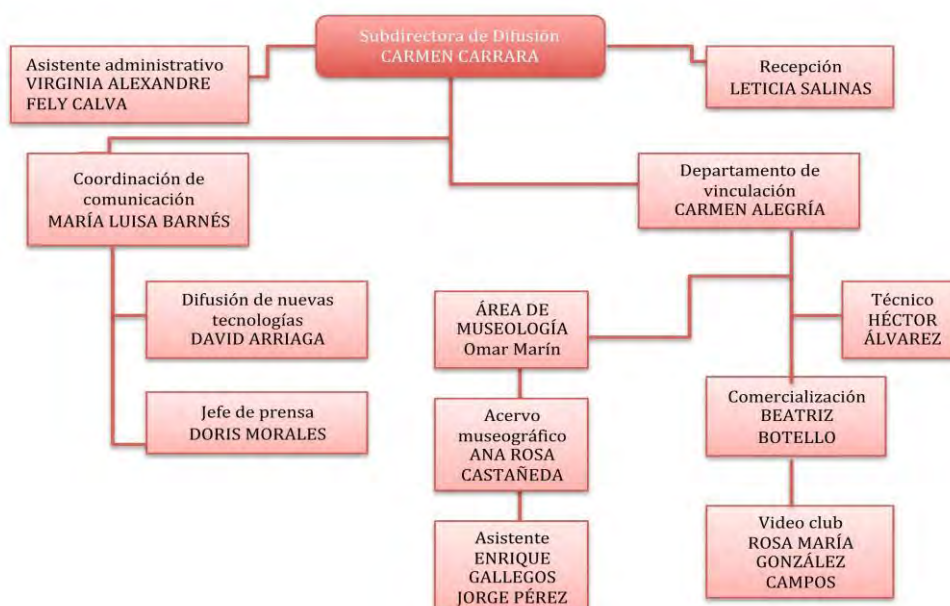 Subdirectora de Difusión
CARMEN CARRARA
Asistente administrativo
VIRGINIA ALEXANDRE
FELY CALVA
Recepción
LETICIA SALINAS
Coordinación de
comunicación
MARÍA LUISA BARNÉS
Departamento de
vinculación
CARMEN ALEGRÍA
Difusión de nuevas
tecnologías
DAVID ARRIAGA
ÁREA DE
MUSEOLOGÍA
Omar Marín
Técnico
HÉCTOR
ÁLVAREZ
Jefe de prensa
DORIS MORALES
Acervo
museográfico
ANA ROSA
CASTAÑEDA
Comercialización
BEATRIZ
BOTELLO
Asistente
ENRIQUE
GALLEGOS
JORGE PÉREZ
Video club
ROSA MARÍA
GONZÁLEZ
CAMPOS